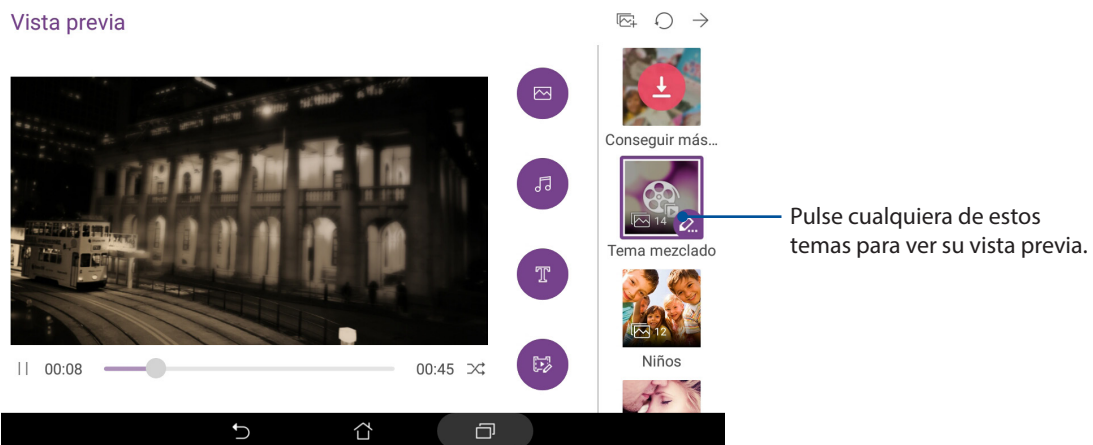 Vista previa
Conseguir más...
14
Tema mezclado
Pulse cualquiera de estos
temas para ver su vista previa.
12
Niños
00:08
00:45